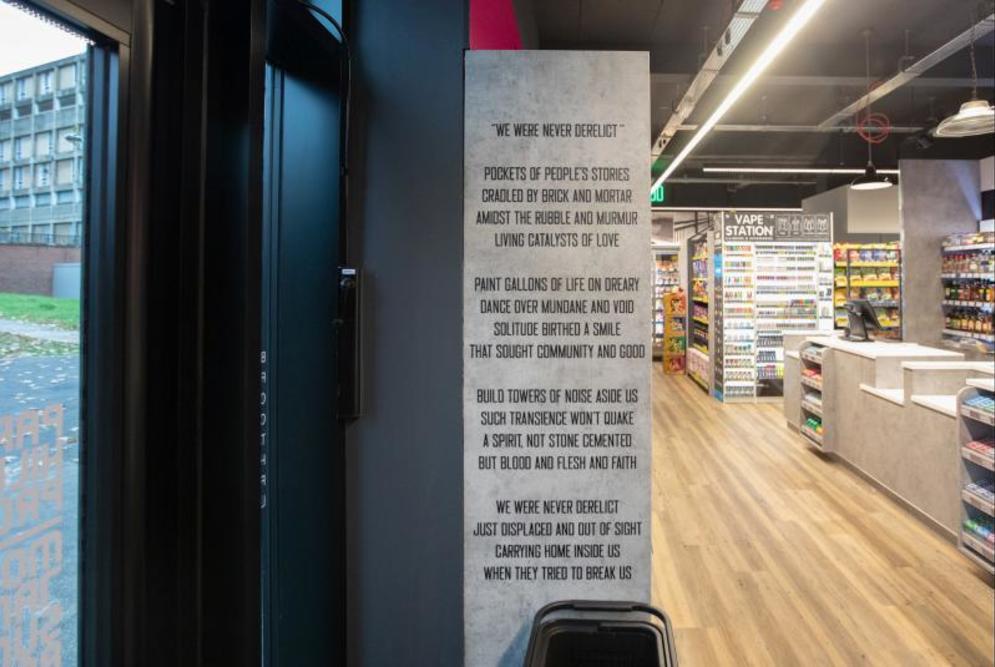 "WE WERE NEVER DERELICT"
POCKETS OF PEOPLE'S STORIES
CRADLED BY BRICK AND MORTAR
AMIDST THE RUBBLE AND MURMUR
LIVING CATALYSTS OF LOVE
PAINT GALLONS OF LIFE ON DREARY
DANCE OVER MUNDANE AND VOID
SOLITUDE BIRTHED A SMILE
THAT SOUGHT COMMUNITY AND GOOD
BUILD TOWERS OF NOISE ASIDE US
SUCH TRANSIENCE WON'T QUAKE
A SPIRIT, NOT STONE CEMENTED
BUT BLOOD AND FLESH AND FAITH
WE WERE NEVER DERELICT
JUST DISPLACED AND OUT OF SIGHT
CARRYING HOME INSIDE US
WHEN THEY TRIED TO BREAK US
VAPE
STATION